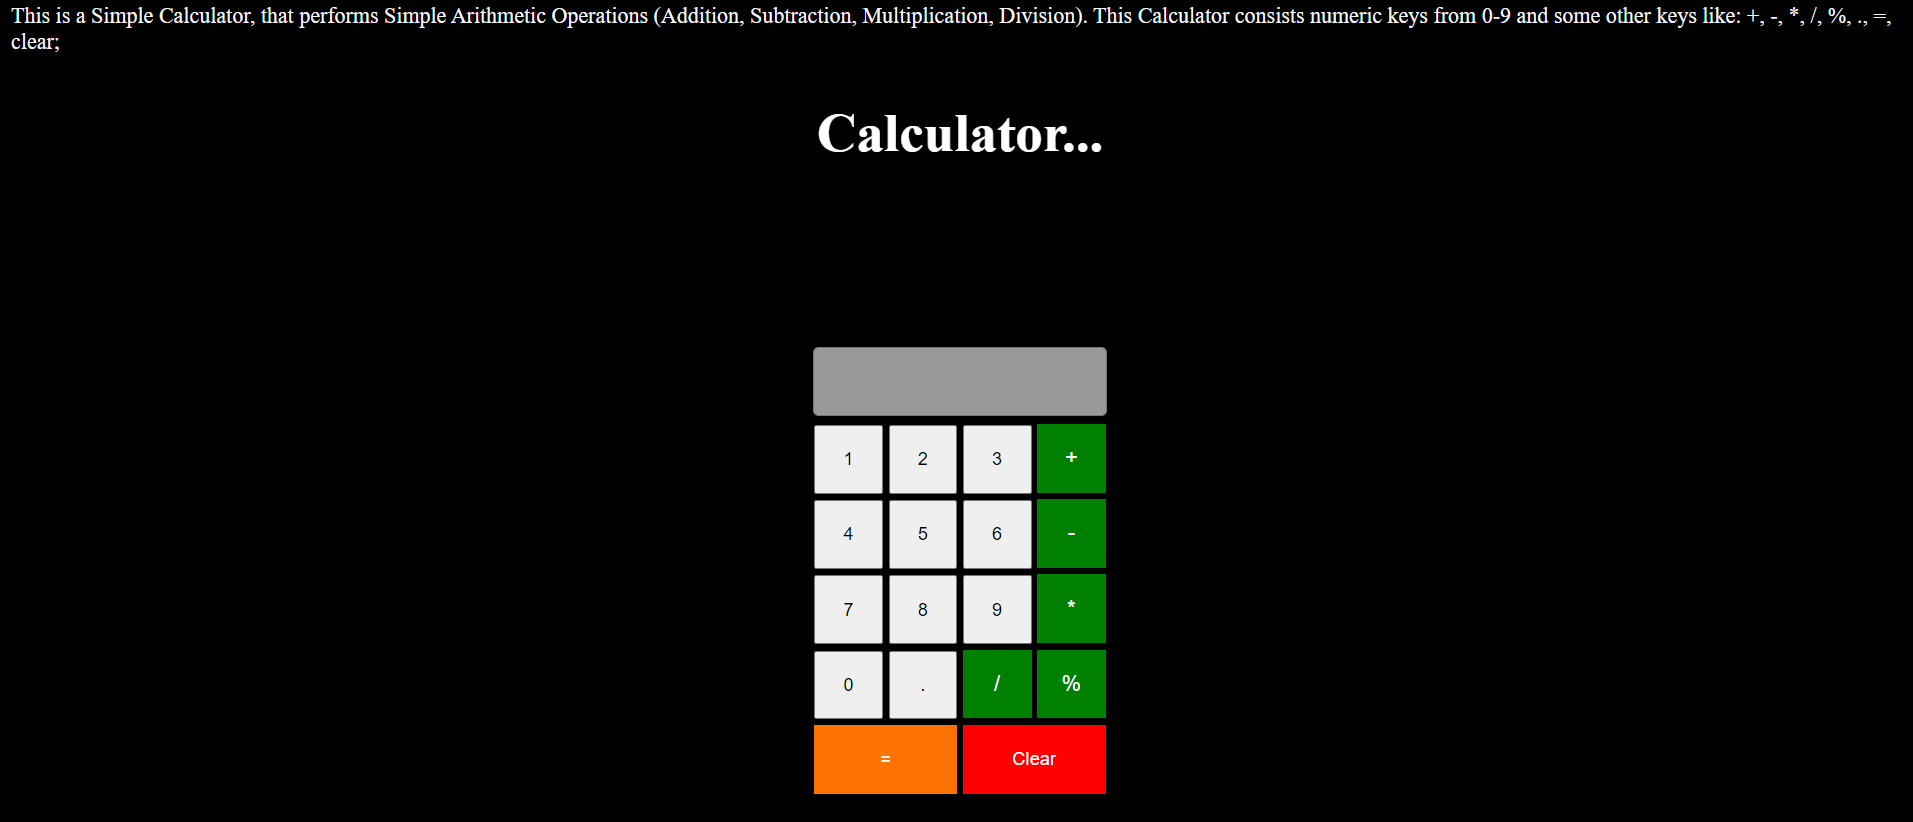 This is a Simple Calculator, that performs Simple Arithmetic Operations (Addition, Subtraction, Multiplication, Division). This Calculator consists numeric keys from 0-9 and some other keys like: +, -, *, /, %, ., =,
clear;
Calculator...
1 2 3 +
4 5 6 -
7 8 9 *
0 . / %
= Clear